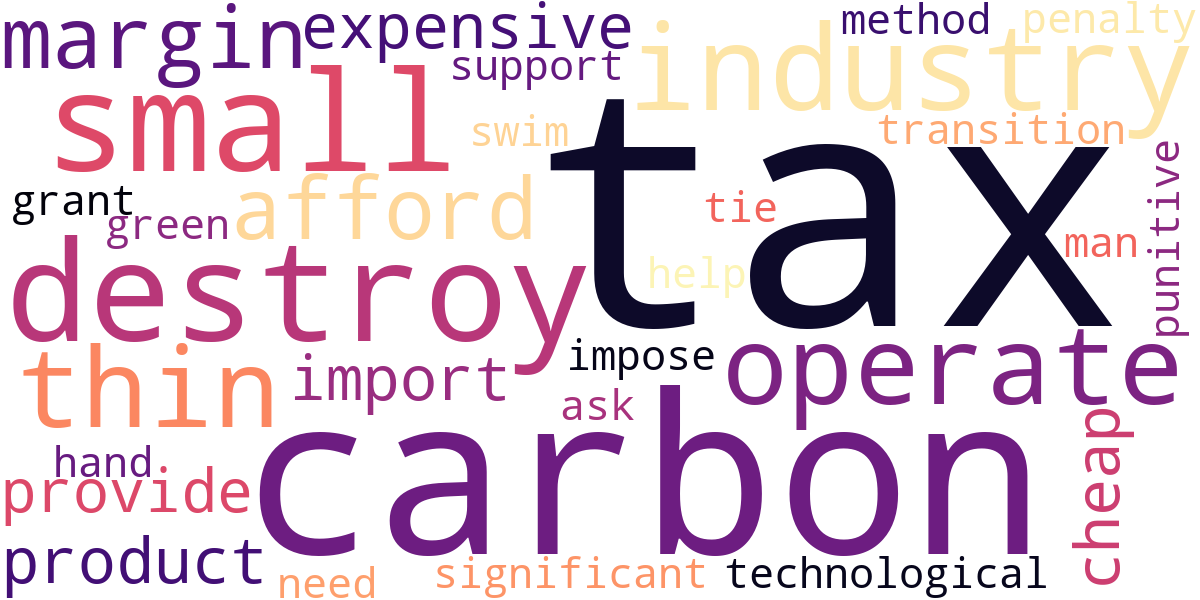 margin
expensive
method
penalty
support
industry
small
swim
transition
tax
grant
green
afford
tie
help
man
punitive
destroy
thin
import
impose
operate
ask
carbon
cheap
hand
provide
product
need
significant
technological